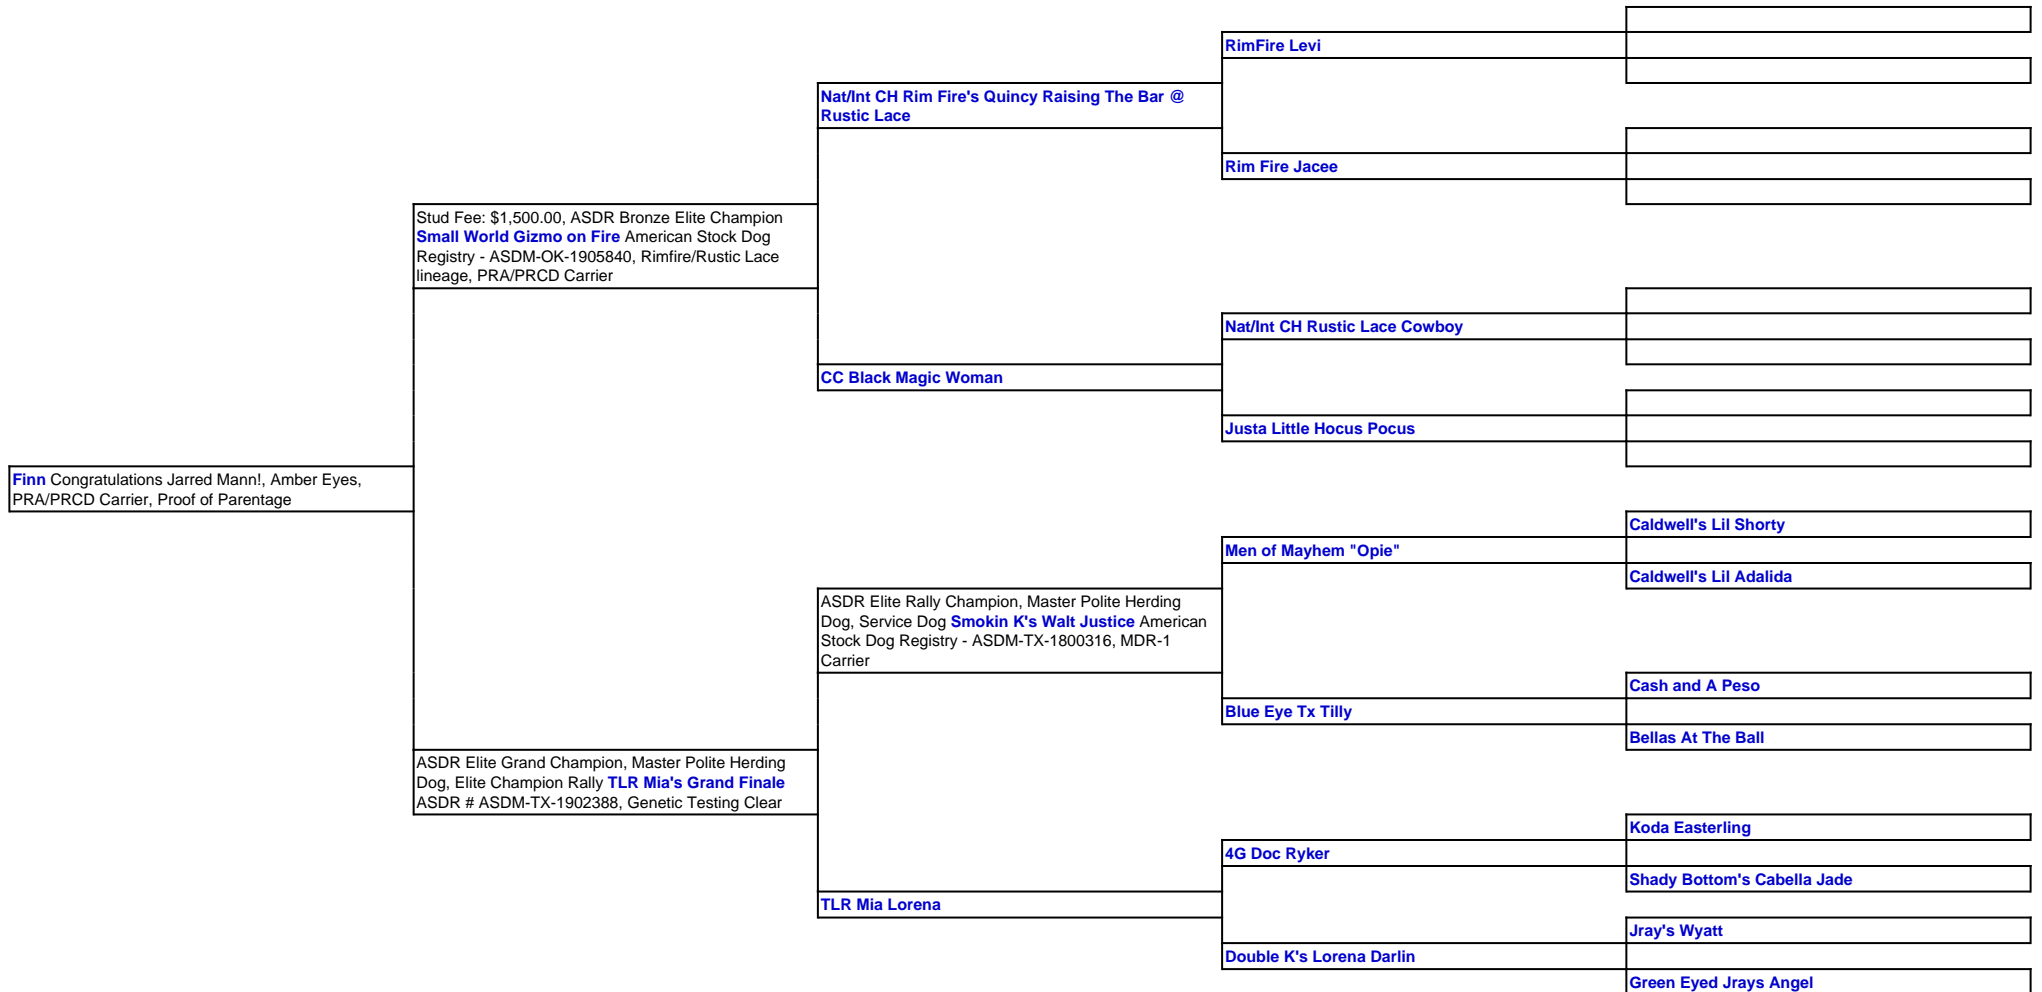 RimFire Levi
Nat/Int CH Rim Fire's Quincy Raising The Bar @
Rustic Lace
Rim Fire Jacee
Stud Fee: $1,500.00, ASDR Bronze Elite Champion
Small World Gizmo on Fire American Stock Dog
Registry - ASDM-OK-1905840, Rimfire/Rustic Lace
lineage, PRA/PRCD Carrier
Nat/Int CH Rustic Lace Cowboy
CC Black Magic Woman
Justa Little Hocus Pocus
Finn Congratulations Jarred Mann!, Amber Eyes,
PRA/PRCD Carrier, Proof of Parentage
Caldwell's Lil Shorty
Men of Mayhem "Opie"
Caldwell's Lil Adalida
ASDR Elite Rally Champion, Master Polite Herding
Dog, Service Dog Smokin K's Walt Justice American
Stock Dog Registry - ASDM-TX-1800316, MDR-1
Carrier
Cash and A Peso
Blue Eye Tx Tilly
Bellas At The Ball
ASDR Elite Grand Champion, Master Polite Herding
Dog, Elite Champion Rally TLR Mia's Grand Finale
ASDR # ASDM-TX-1902388, Genetic Testing Clear
Koda Easterling
4G Doc Ryker
Shady Bottom's Cabella Jade
TLR Mia Lorena
Jray's Wyatt
Double K's Lorena Darlin
Green Eyed Jrays Angel